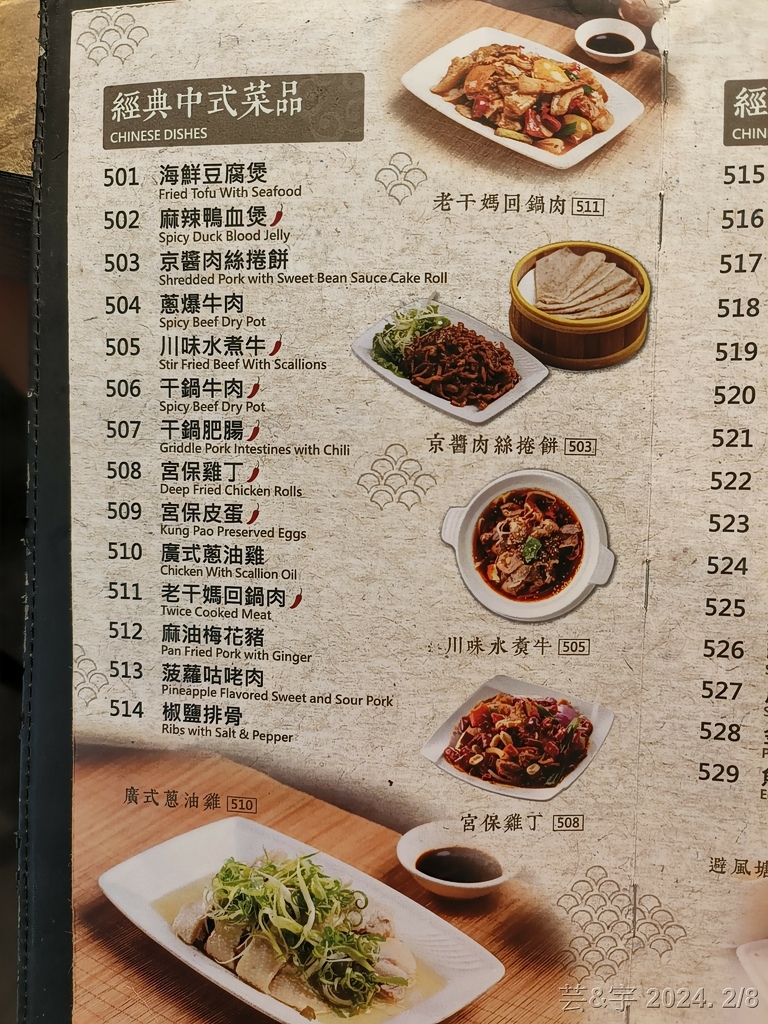 經典中式菜品
CHINESE DISHES
501 海鮮豆腐煲
Fried Tofu With Seafood
502 麻辣鴨血煲
Spicy Duck Blood Jelly
503 京醬肉絲捲餅
Shredded Pork with Sweet Bean Sauce Cake Roll
504 蔥爆牛肉
Spicy Beef Dry Pot
505 川味水煮牛
Stir Fried Beef With Scallions
506 干鍋牛肉
Spicy Beef Dry Pot
507 干鍋肥腸
Griddle Pork Intestines with Chili
508 宮保雞丁
Deep Fried Chicken Rolls
509 宮保皮蛋
Kung Pao Preserved Eggs
510 廣式蔥油雞
Chicken With Scallion Oil
511 老干媽回鍋肉
Twice Cooked Meat
512 麻油梅花豬
Pan Fried Pork with Ginger
513 菠蘿咕咾肉
Pineapple Flavored Sweet and Sour Pork
514 椒鹽排骨
Ribs with Salt & Pepper
老干媽回鍋肉 511
京醬肉絲捲餅 503
川味水煮牛 505
宮保雞丁 508
廣式蔥油雞 510
經
CHIN
515
516
517
518
519
520
521
522
523
524
525
526
527
528
529
避風塘
芸&宇 2024. 2/8